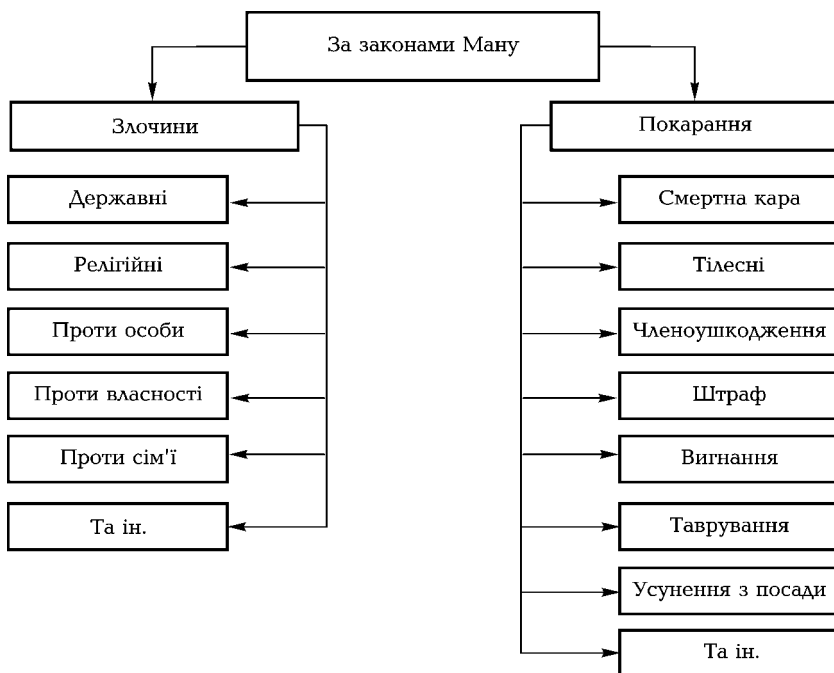 За законами Ману
Злочини
Державні
Релігійні
Проти особи
Проти власності
Проти сім'ї
Та ін.
Покарання
Смертна кара
Тілесні
Членоушкодження
Штраф
Вигнання
Таврування
Усунення з посади
Та ін.